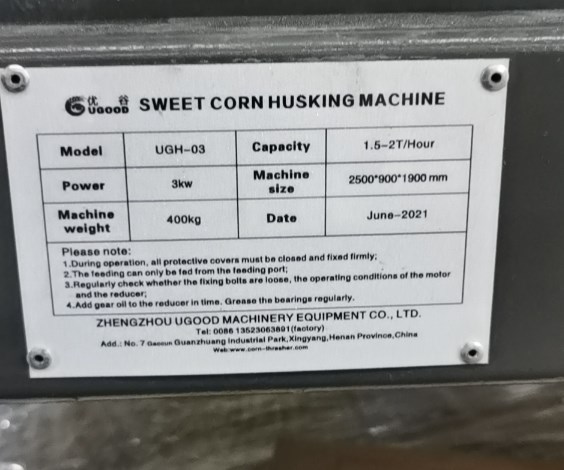 优谷
UGOOD SWEET CORN HUSKING MACHINE
Model UGH-03 Capacity 1.5-2T/Hour
Power 3kw Machine size 2500*900*1900 mm
Machine weight 400kg Date June-2021
Please note:
1.During operation, all protective covers must be closed and fixed firmly;
2.The feeding can only be fed from the feeding port;
3.Regularly check whether the fixing bolts are loose, the operating conditions of the motor
and the reducer;
4.Add gear oil to the reducer in time. Grease the bearings regularly.
ZHENGZHOU UGOOD MACHINERY EQUIPMENT CO., LTD.
Tel: 0086 13523063891(factory)
Add.: No. 7 Guanzhuang Industrial Park,Xingyang,Henan Province,China
Web:www.corn-thresher.com